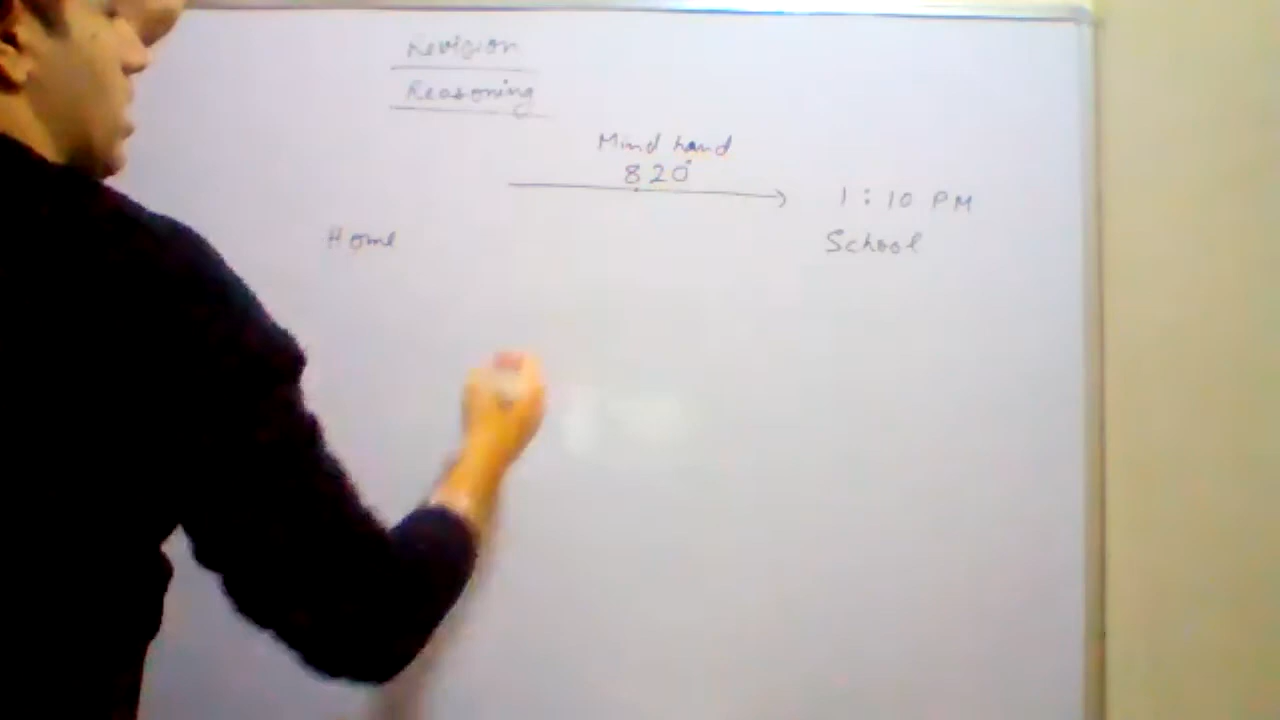 Revision
Reasoning
Mind hand
820°
1 : 10 PM
Home
School